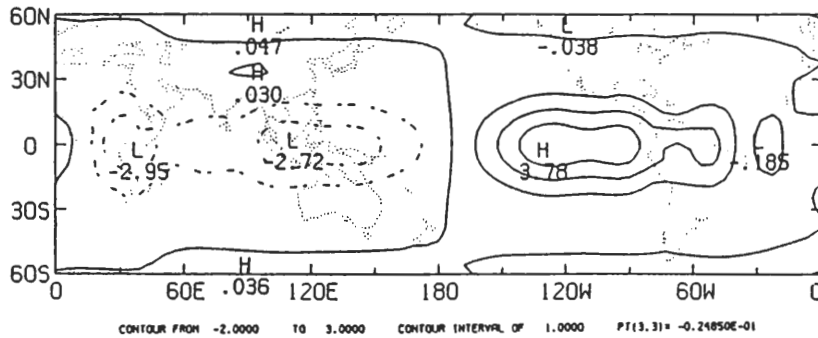 60N
H
.047
L
-.038
30N
H
.030
0
L
-2.95
L
-2.72
H
3.78
-.185
30S
60S
H
.036
0
60E
120E
180
120W
60W
0
CONTOUR FROM -2.0000 TO 3.0000 CONTOUR INTERVAL OF 1.0000 PT(3,3)= -0.24850E-01